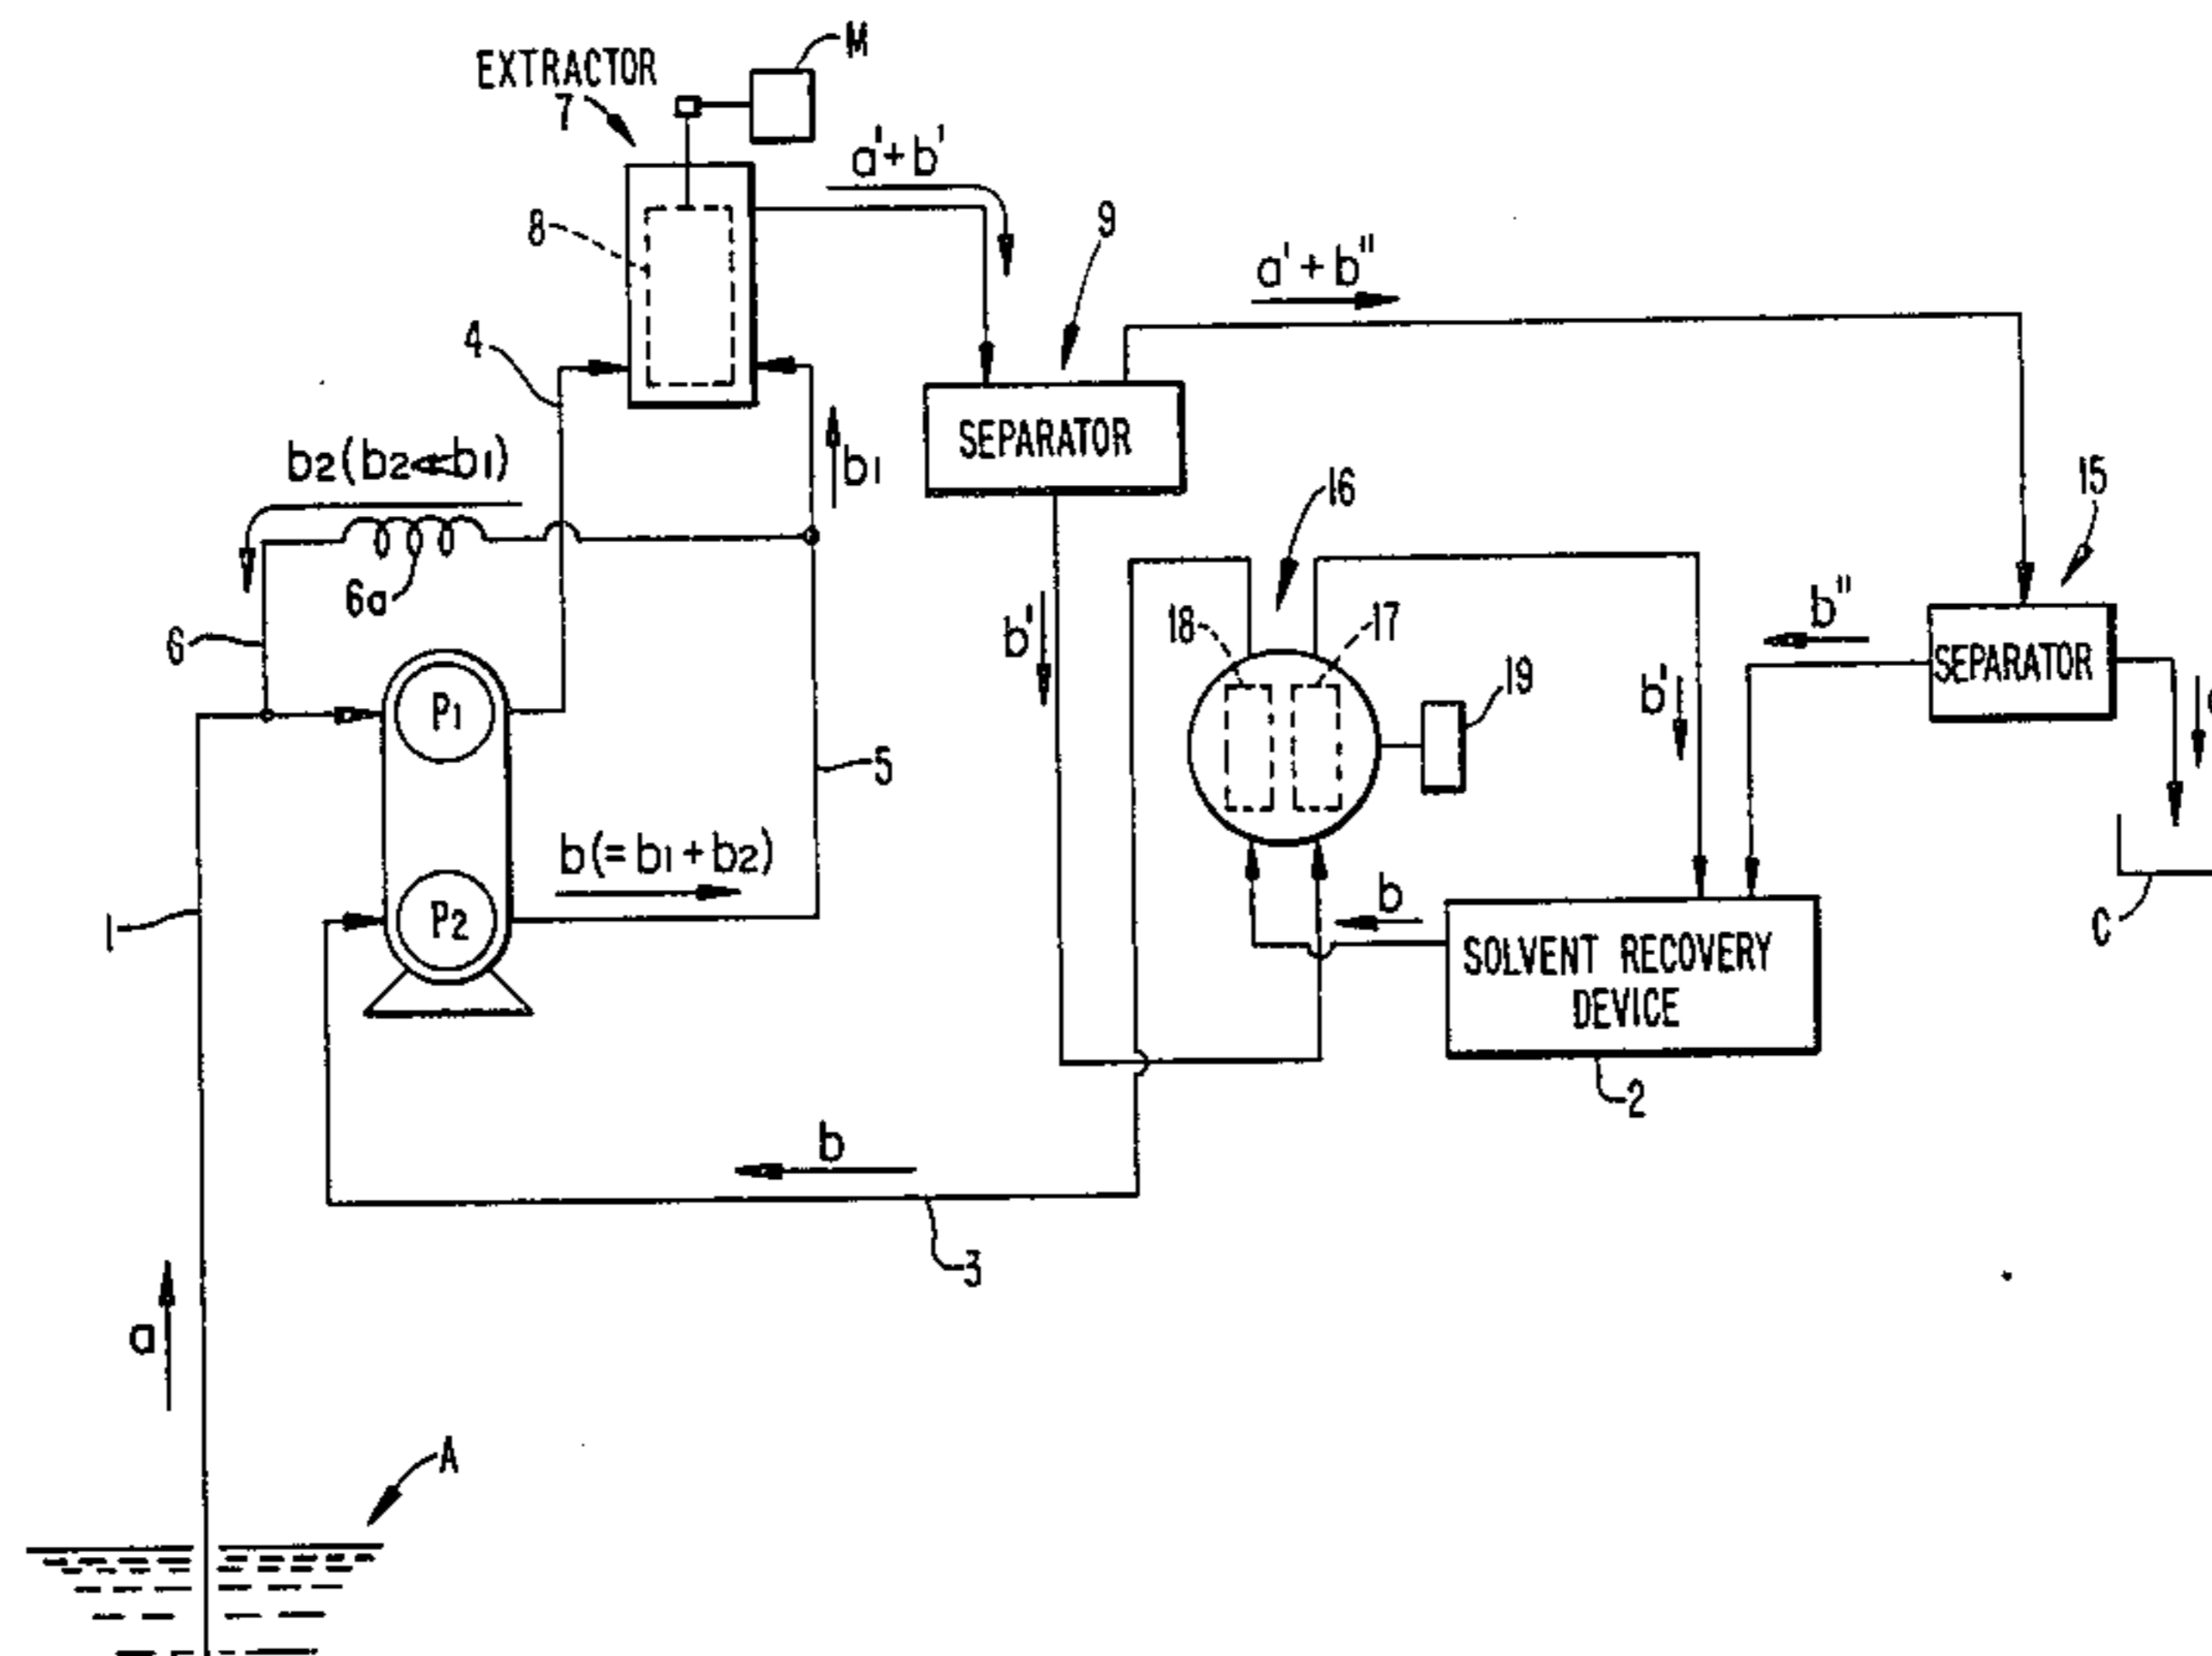 M
EXTRACTOR
7
a'+b'
8
9
a'+b"
4
b2(b2≪b1)
b1
SEPARATOR
16
15
6a
6
b'
18
17
b"
P1
19
b'
SEPARATOR
5
b(=b1+b2)
1
P2
b
C
SOLVENT RECOVERY
DEVICE
2
b
3
a
A